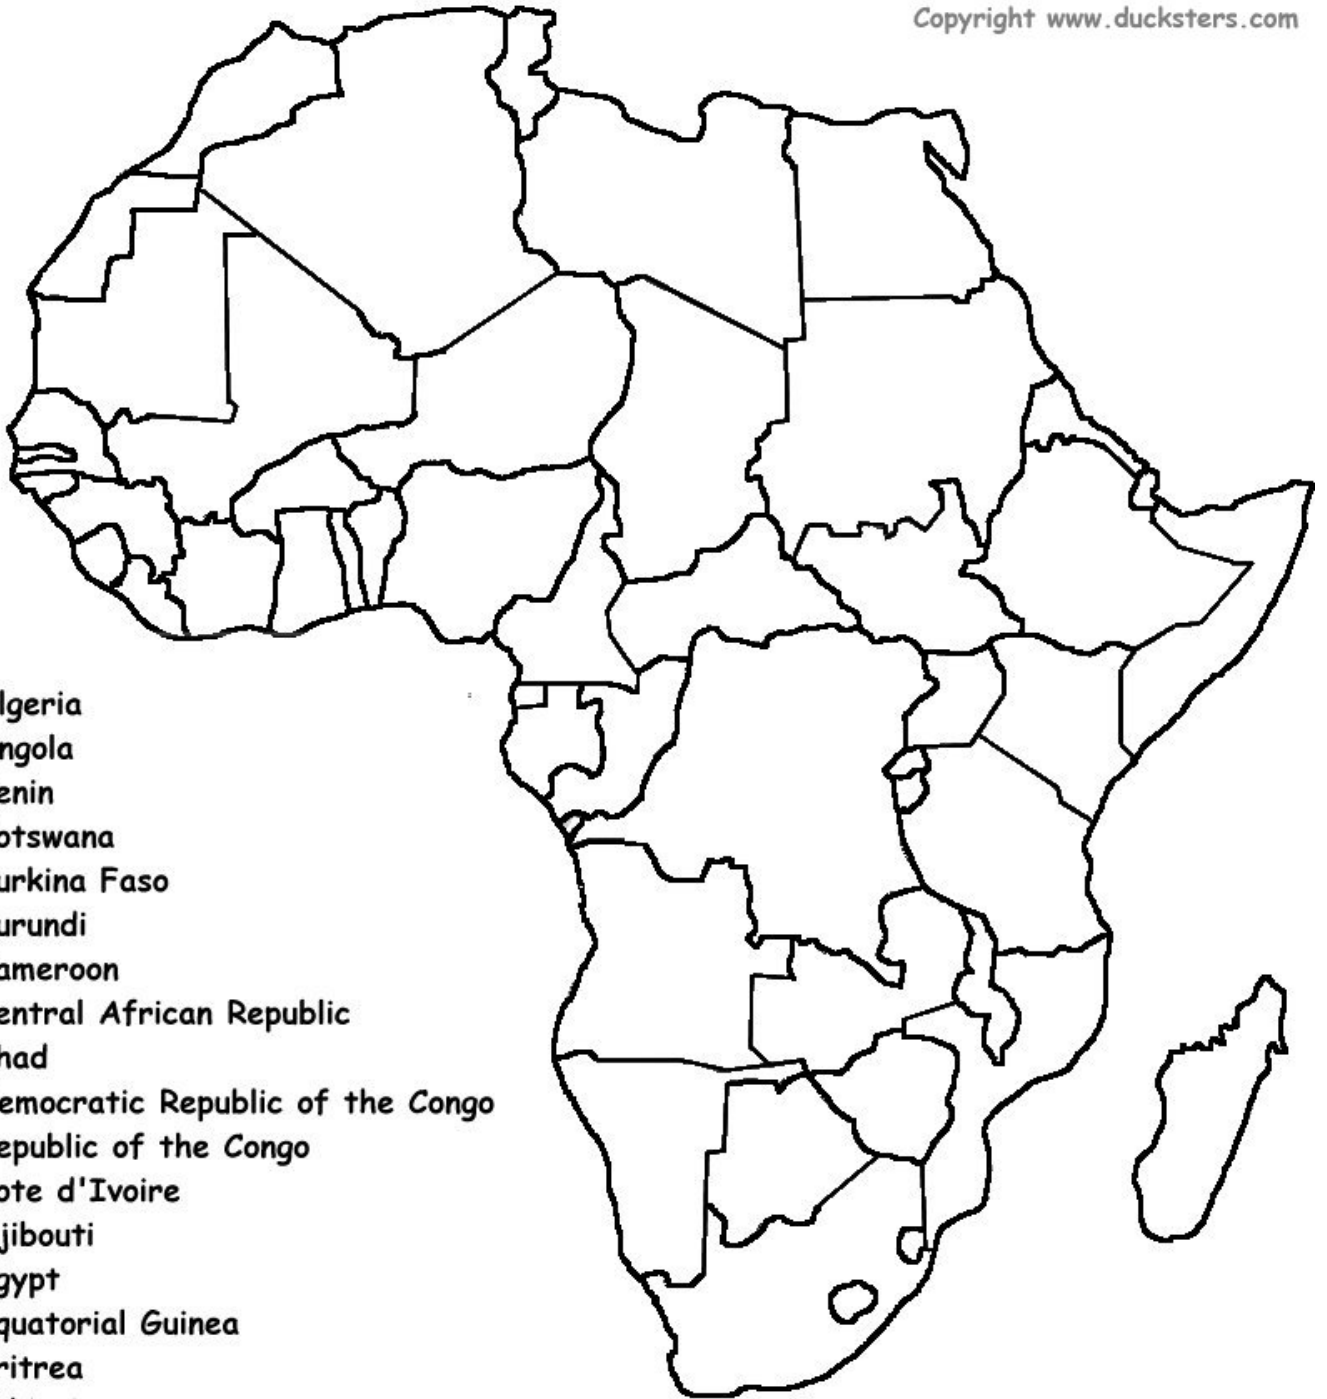 Copyright www.ducksters.com
lgeria
ngola
enin
otswana
urkina Faso
urundi
ameroon
entral African Republic
had
emocratic Republic of the Congo
epublic of the Congo
ote d'Ivoire
jibouti
gypt
quatorial Guinea
ritrea